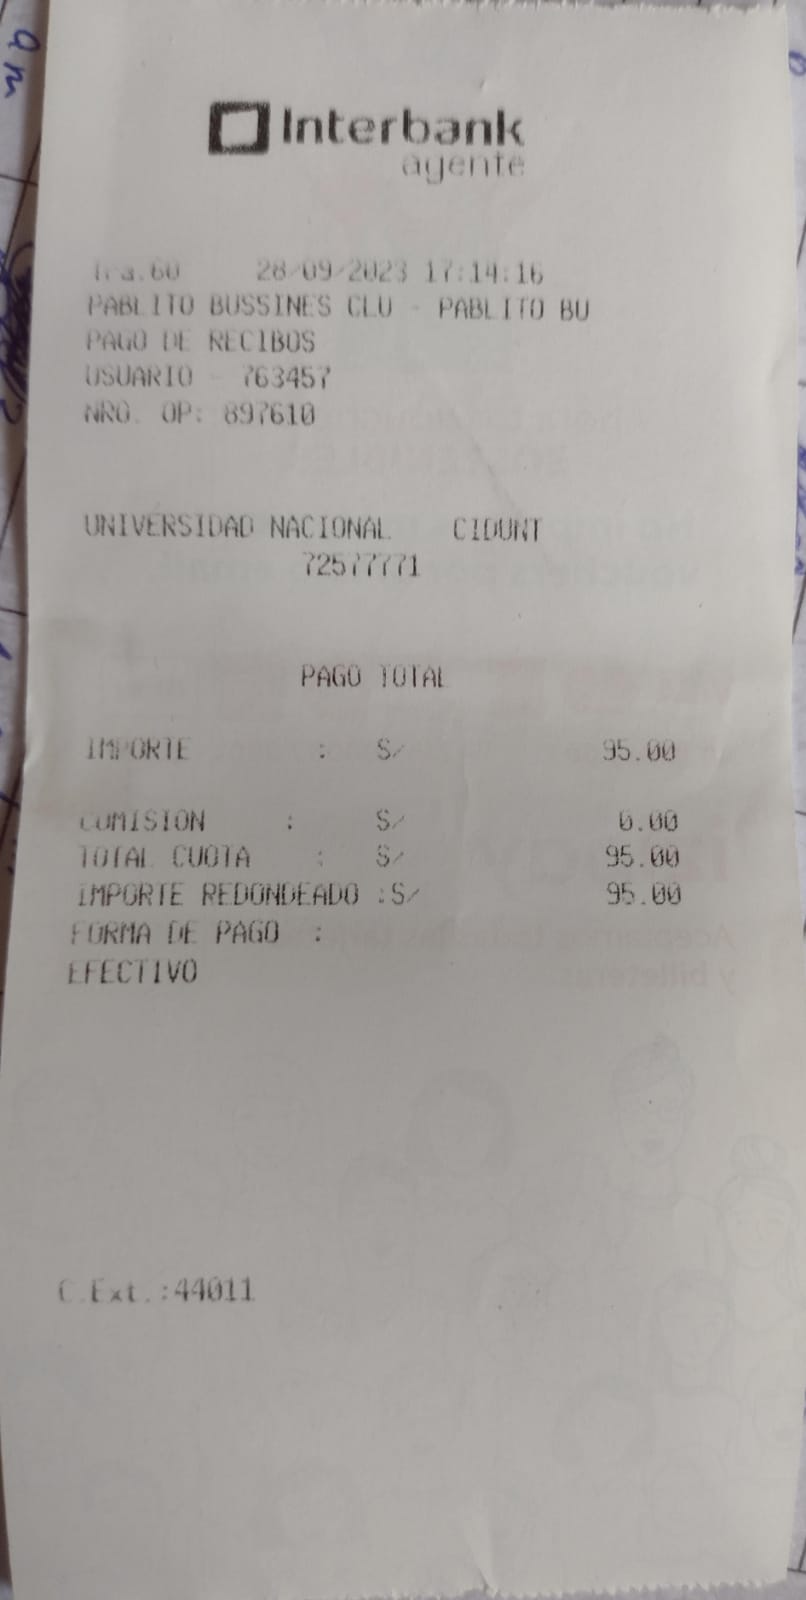 Interbank
agente
Tra.60 28/09/2023 17:14:16
PABLITO BUSSINES CLU - PABLITO BU
PAGO DE RECIBOS
USUARIO - 763457
NRO. OP: 897610
UNIVERSIDAD NACIONAL CIDUNT
72577771
PAGO TOTAL
IMPORTE : S/ 95.00
COMISION : S/ 0.00
TOTAL CUOTA : S/ 95.00
IMPORTE REDONDEADO :S/ 95.00
FORMA DE PAGO :
EFECTIVO
C.Ext.:44011